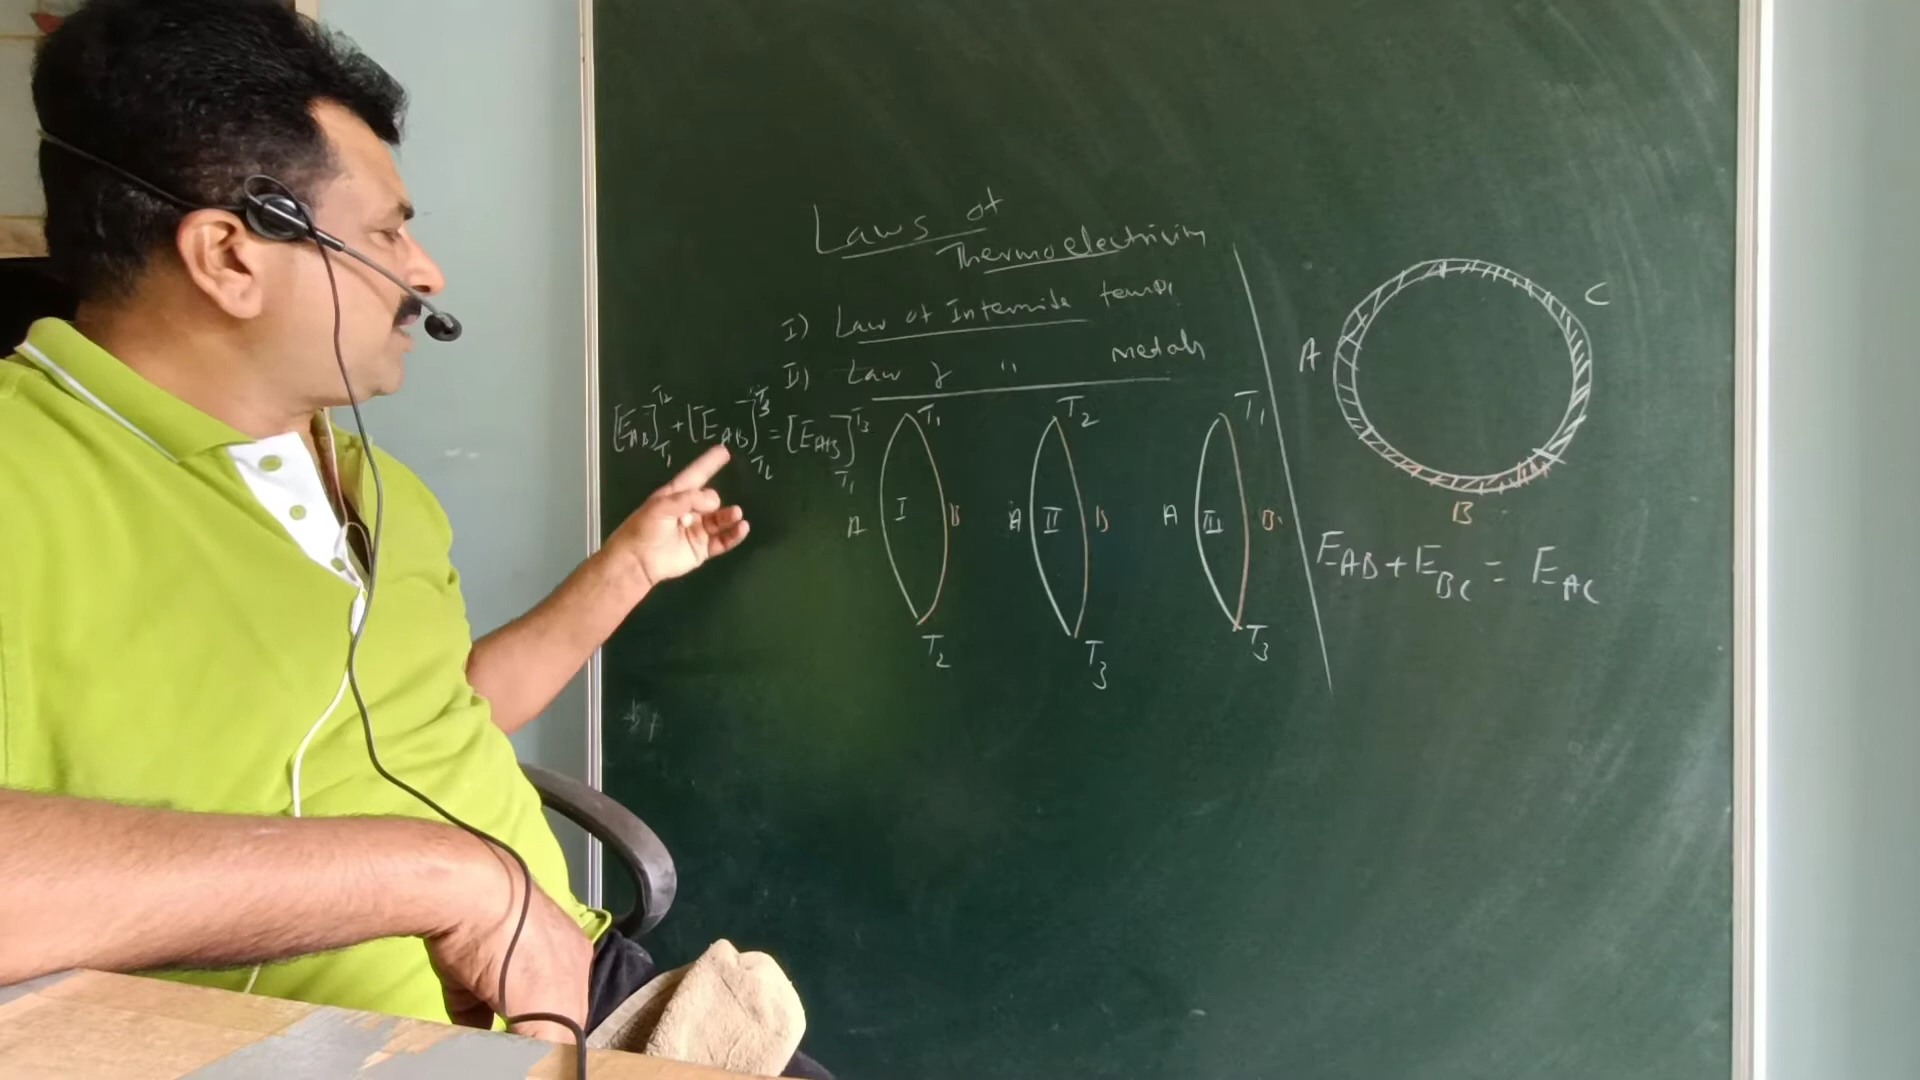 Laws of
Thermoelectricity
I) Law of Intermite temp.
II) Law of " metals
[E_AB]_T₁^T₂ + [E_AB]_T₂^T₃ = [E_AB]_T₁^T₃
T₁
A I B
T₂
T₂
A II B
T₃
T₁
A III B
T₃
A C
B
E_AB + E_BC = E_AC